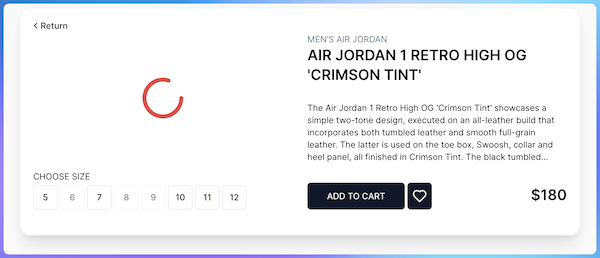 Return
MEN'S AIR JORDAN
AIR JORDAN 1 RETRO HIGH OG
'CRIMSON TINT'
The Air Jordan 1 Retro High OG 'Crimson Tint' showcases a
simple two-tone design, executed on an all-leather build that
incorporates both tumbled leather and smooth full-grain
leather. The latter is used on the toe box, Swoosh, collar and
heel panel, all finished in Crimson Tint. The black tumbled...
CHOOSE SIZE
5 6 7 8 9 10 11 12
ADD TO CART
$180